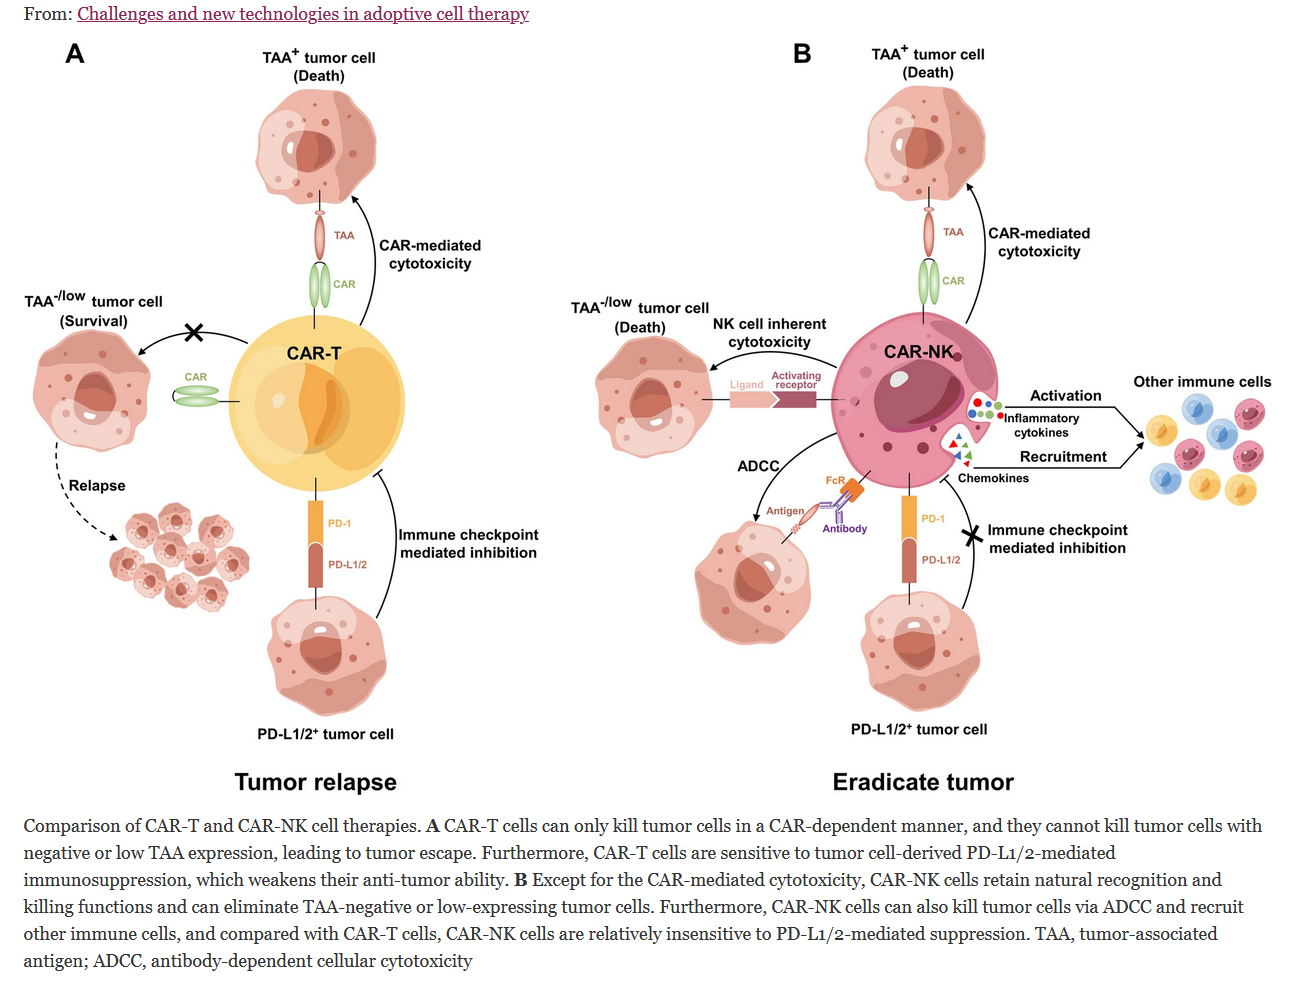 From: Challenges and new technologies in adoptive cell therapy
A
TAA+ tumor cell
(Death)
TAA
CAR-mediated
cytotoxicity
CAR
TAA-/low tumor cell
(Survival)
CAR-T
CAR
Relapse
PD-1
Immune checkpoint
mediated inhibition
PD-L1/2
PD-L1/2+ tumor cell
Tumor relapse
B
TAA+ tumor cell
(Death)
TAA
CAR-mediated
cytotoxicity
CAR
TAA-/low tumor cell
(Death)
NK cell inherent
cytotoxicity
CAR-NK
Ligand
Activating
receptor
Other immune cells
Activation
Inflammatory
cytokines
Recruitment
Chemokines
ADCC
FcR
Antigen
Antibody
PD-1
Immune checkpoint
mediated inhibition
PD-L1/2
PD-L1/2+ tumor cell
Eradicate tumor
Comparison of CAR-T and CAR-NK cell therapies. A CAR-T cells can only kill tumor cells in a CAR-dependent manner, and they cannot kill tumor cells with
negative or low TAA expression, leading to tumor escape. Furthermore, CAR-T cells are sensitive to tumor cell-derived PD-L1/2-mediated
immunosuppression, which weakens their anti-tumor ability. B Except for the CAR-mediated cytotoxicity, CAR-NK cells retain natural recognition and
killing functions and can eliminate TAA-negative or low-expressing tumor cells. Furthermore, CAR-NK cells can also kill tumor cells via ADCC and recruit
other immune cells, and compared with CAR-T cells, CAR-NK cells are relatively insensitive to PD-L1/2-mediated suppression. TAA, tumor-associated
antigen; ADCC, antibody-dependent cellular cytotoxicity